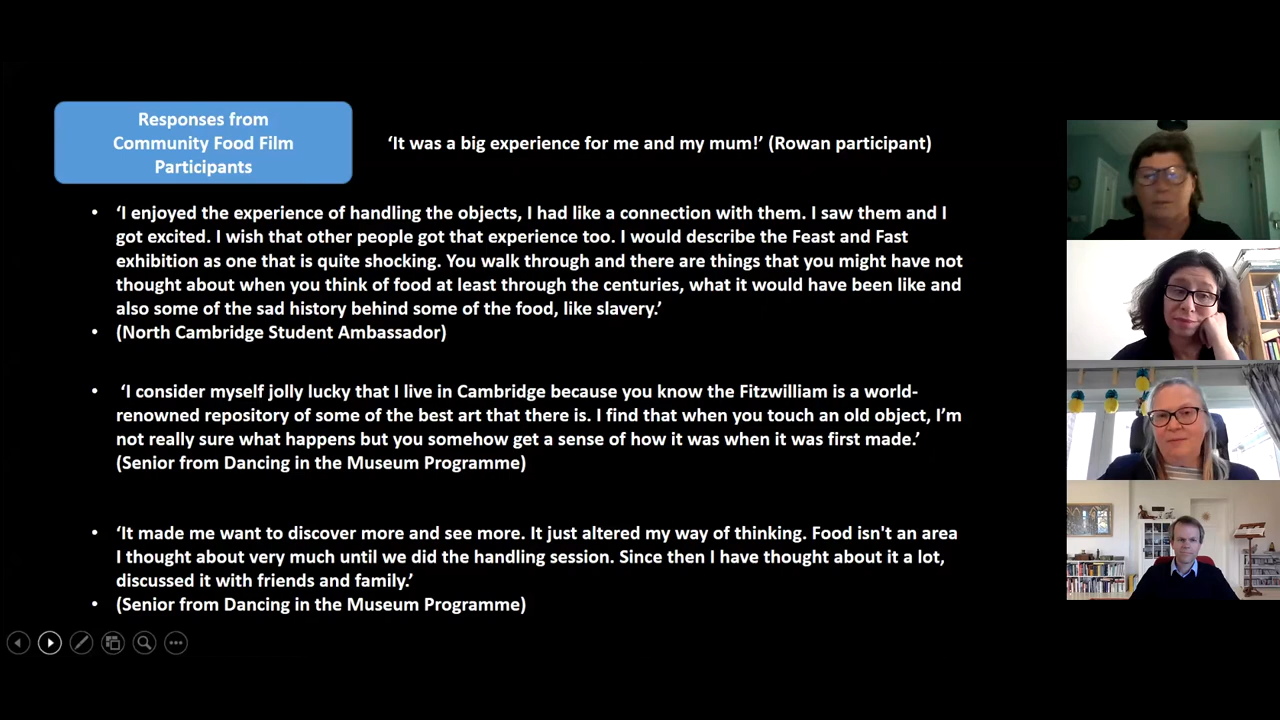 Responses from
Community Food Film
Participants
‘It was a big experience for me and my mum!’ (Rowan participant)
• ‘I enjoyed the experience of handling the objects, I had like a connection with them. I saw them and I
got excited. I wish that other people got that experience too. I would describe the Feast and Fast
exhibition as one that is quite shocking. You walk through and there are things that you might have not
thought about when you think of food at least through the centuries, what it would have been like and
also some of the sad history behind some of the food, like slavery.’
• (North Cambridge Student Ambassador)
• ‘I consider myself jolly lucky that I live in Cambridge because you know the Fitzwilliam is a world-
renowned repository of some of the best art that there is. I find that when you touch an old object, I’m
not really sure what happens but you somehow get a sense of how it was when it was first made.’
(Senior from Dancing in the Museum Programme)
• ‘It made me want to discover more and see more. It just altered my way of thinking. Food isn't an area
I thought about very much until we did the handling session. Since then I have thought about it a lot,
discussed it with friends and family.’
• (Senior from Dancing in the Museum Programme)